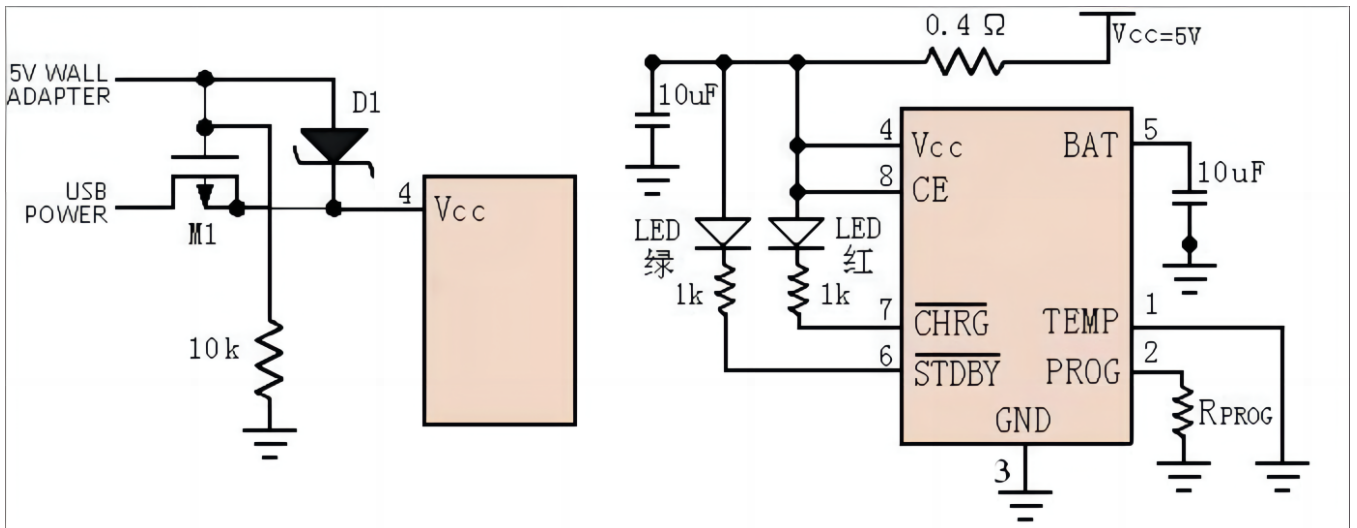 5V WALL
ADAPTER
D1
USB
POWER
M1
4
Vcc
10k
0.4 Ω
Vcc=5V
10uF
4
Vcc
BAT
5
8
CE
10uF
LED
绿
LED
红
1k
1k
7
CHRG
TEMP
1
6
STDBY
PROG
2
GND
RPROG
3